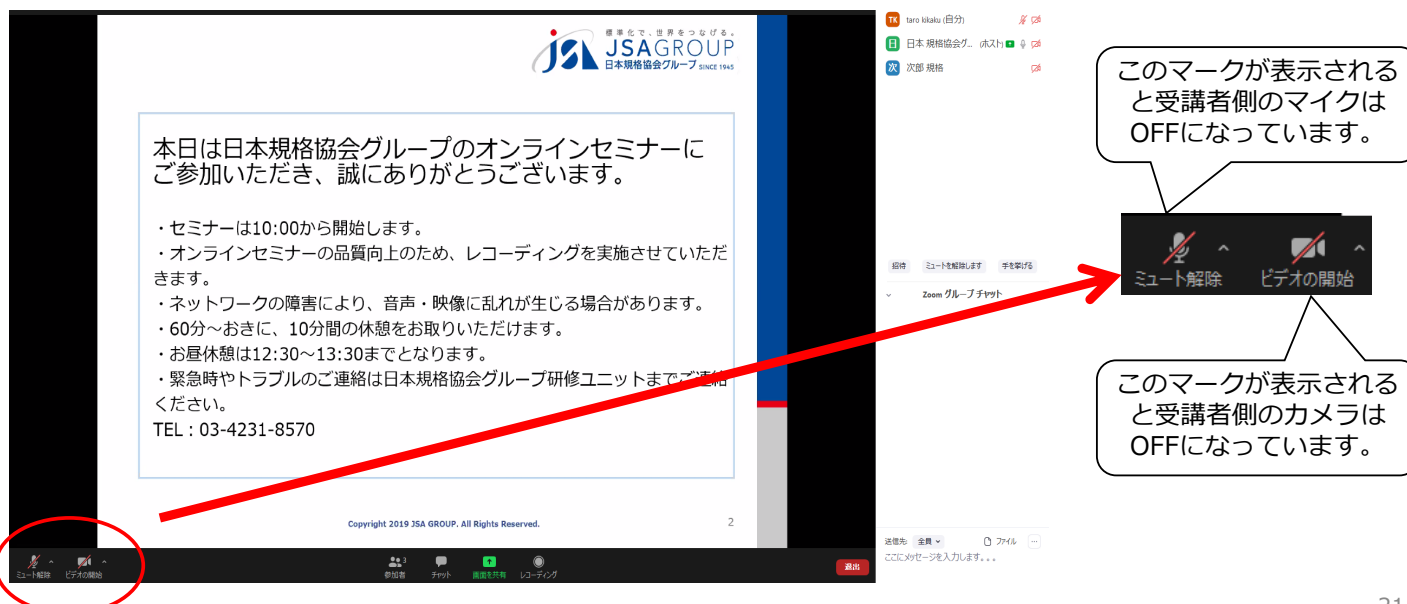 標準化で、世界をつなげる。
JSA JSAGROUP
日本規格協会グループ SINCE 1945
本日は日本規格協会グループのオンラインセミナーに
ご参加いただき、誠にありがとうございます。
・セミナーは10:00から開始します。
・オンラインセミナーの品質向上のため、レコーディングを実施させていただ
きます。
・ネットワークの障害により、音声・映像に乱れが生じる場合があります。
・60分～おきに、10分間の休憩をお取りいただけます。
・お昼休憩は12:30～13:30までとなります。
・緊急時やトラブルのご連絡は日本規格協会グループ研修ユニットまでご連絡
ください。
TEL：03-4231-8570
Copyright 2019 JSA GROUP. All Rights Reserved.
2
ミュート解除 ビデオの開始
3
参加者 チャット 画面を共有 レコーディング
退出
TK taro kikaku (自分)
日 日本 規格協会グ... (ホスト)
次 次郎 規格
招待 ミュートを解除します 手を挙げる
Zoom グループ チャット
送信先: 全員 ファイル ...
ここにメッセージを入力します...
このマークが表示される
と受講者側のマイクは
OFFになっています。
ミュート解除 ビデオの開始
このマークが表示される
と受講者側のカメラは
OFFになっています。